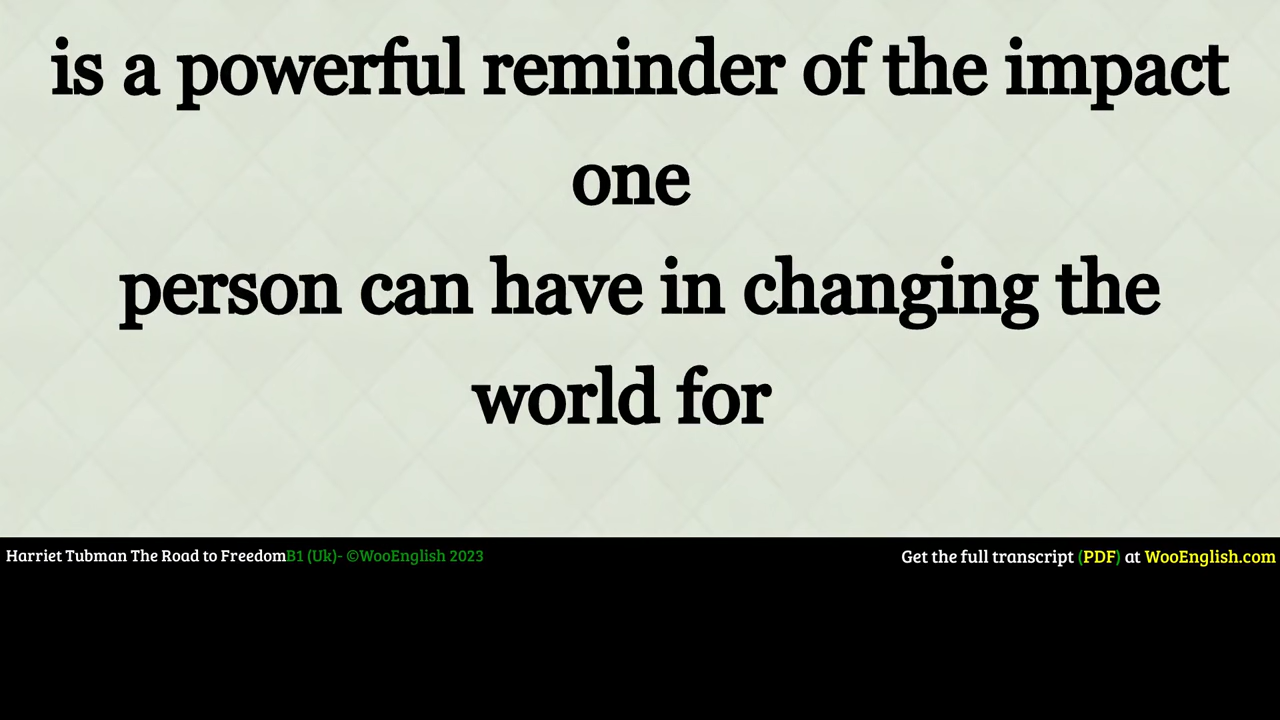 is a powerful reminder of the impact
one
person can have in changing the
world for
Harriet Tubman The Road to FreedomB1 (Uk)- ©WooEnglish 2023
Get the full transcript (PDF) at WooEnglish.com